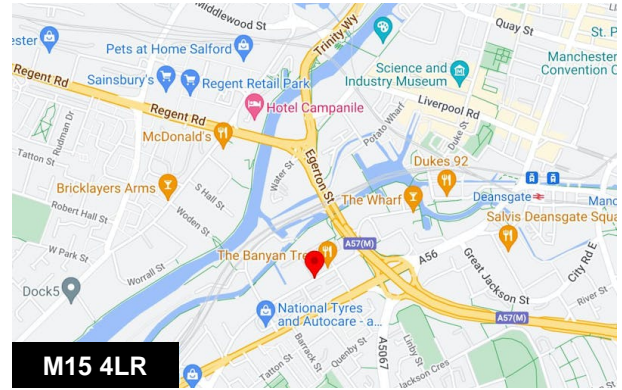 Middlewood St
Quay St
St. P
ester
Pets at Home Salford
Trinity Wy
Manchester
Convention C
Science and
Industry Museum
Regent Rd
Sainsbury's
Regent Retail Park
Hotel Campanile
Liverpool Rd
Regent Rd
Potato Wharf
Duke St
McDonald's
Rudman Dr
Tatton St
Water St
Egerton St
Dukes 92
Bricklayers Arms
S Hall St
The Wharf
Deansgate
Manc
Robert Hall St
Woden St
Salvis Deansgate Squa
A57(M)
W Park St
The Banyan Tre
A56
Worrall St
Great Jackson St
City Rd E
Dock5
River St
National Tyres
and Autocare - a...
A57(M)
Barrack St
Quenby St
A5067
Linby St
Tatton St
Jackson Cres
M15 4LR